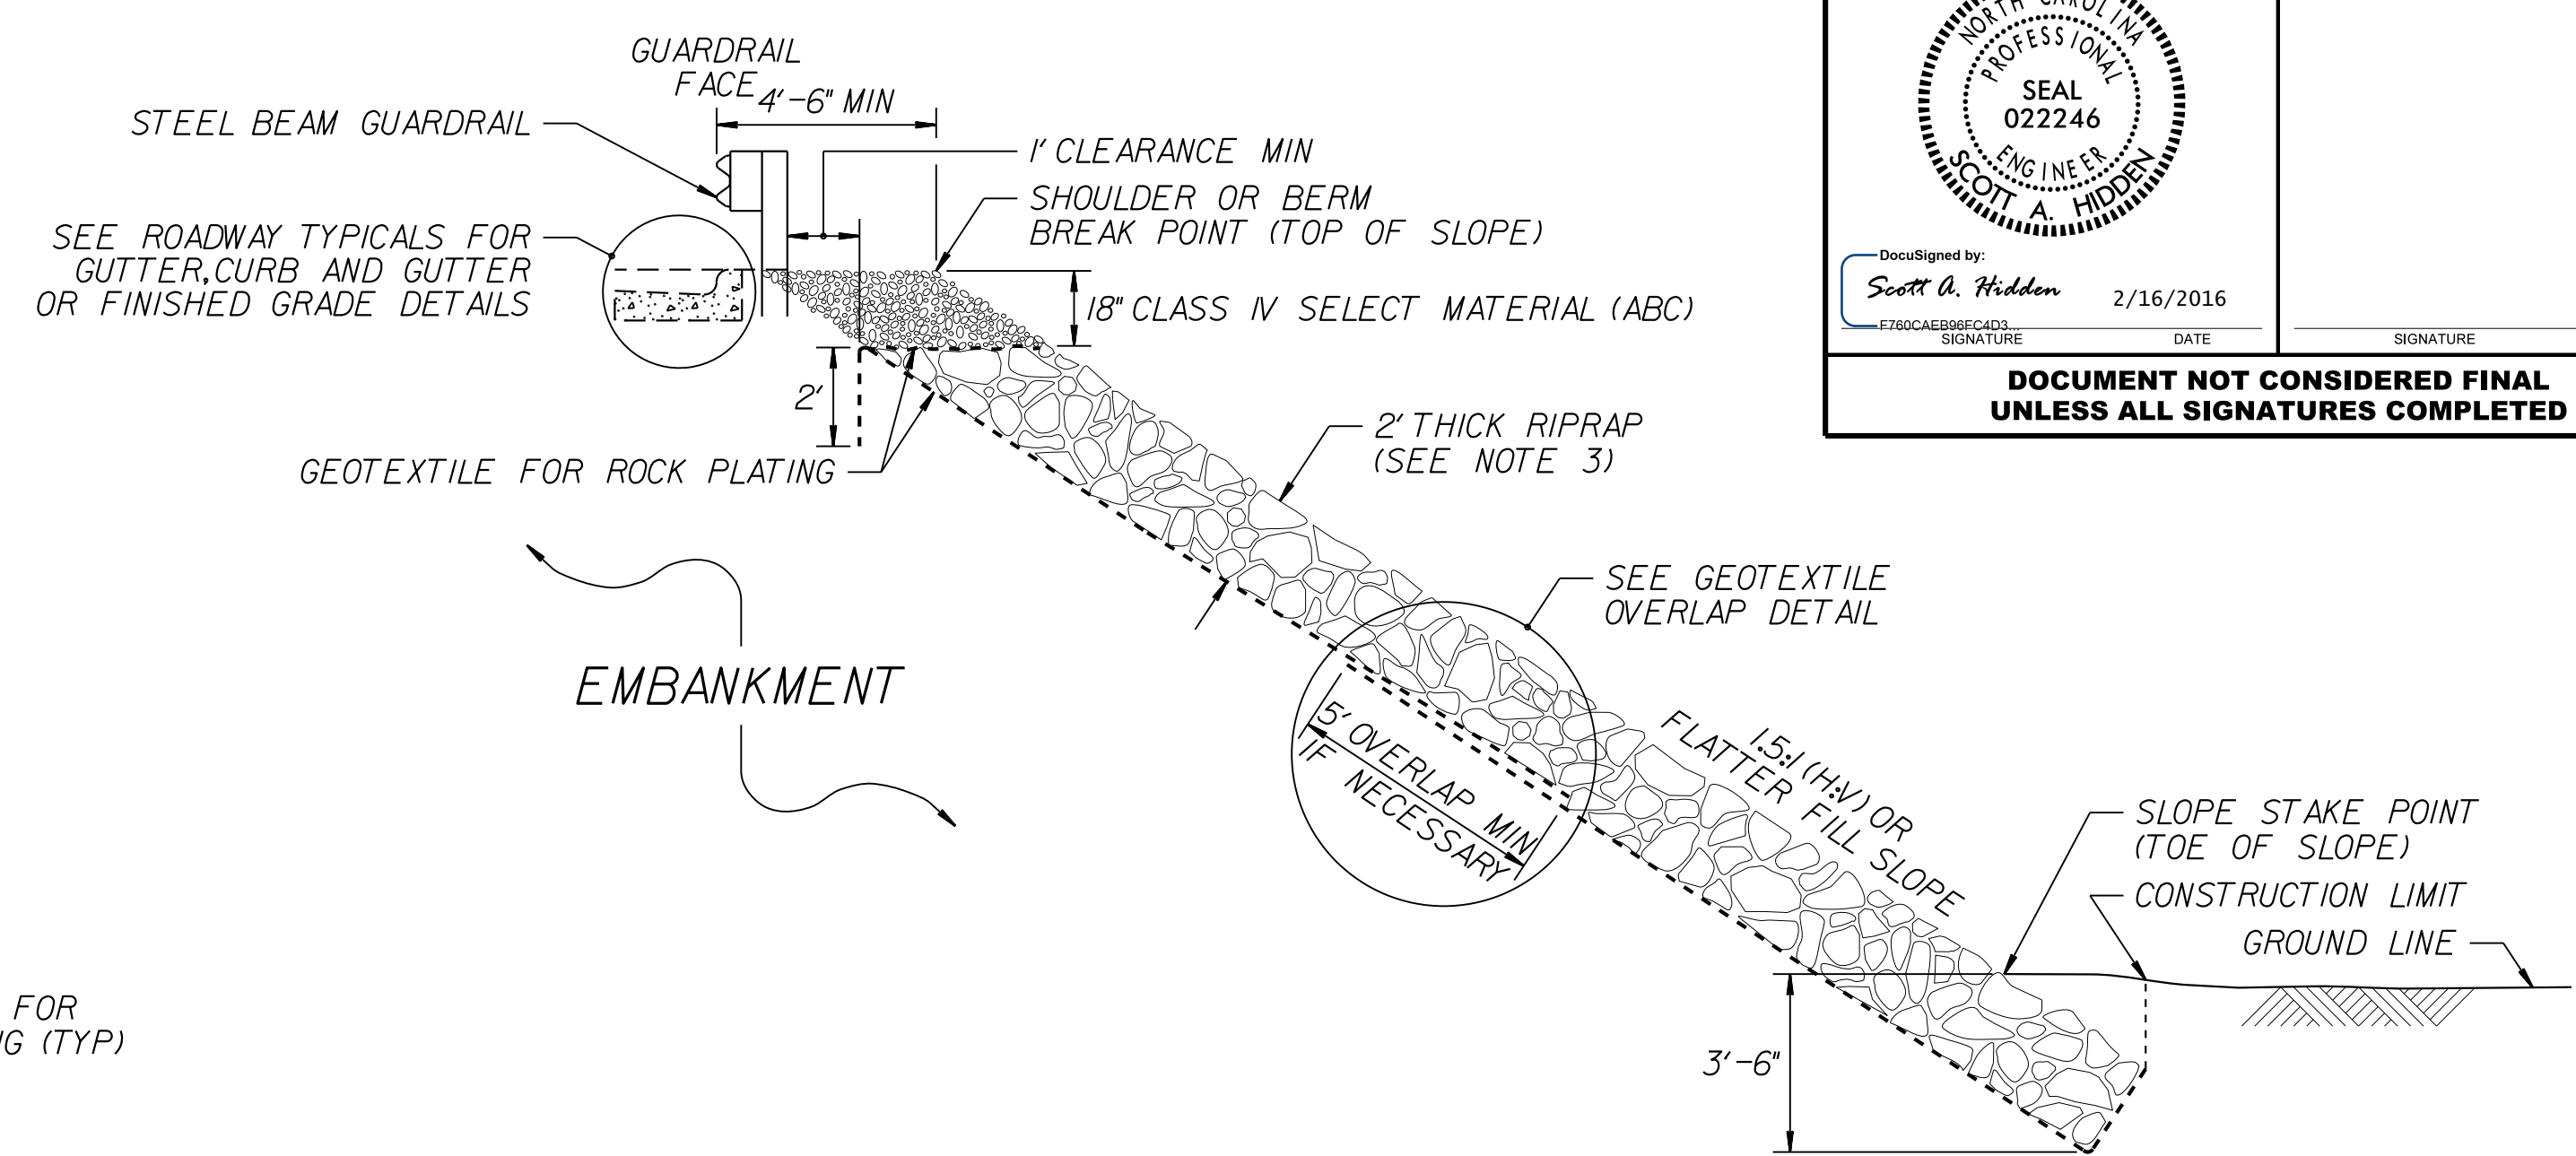 GUARDRAIL
FACE
4'-6" MIN
STEEL BEAM GUARDRAIL
1' CLEARANCE MIN
SHOULDER OR BERM
BREAK POINT (TOP OF SLOPE)
SEE ROADWAY TYPICALS FOR
GUTTER, CURB AND GUTTER
OR FINISHED GRADE DETAILS
18" CLASS IV SELECT MATERIAL (ABC)
2'
GEOTEXTILE FOR ROCK PLATING
2' THICK RIPRAP
(SEE NOTE 3)
SEE GEOTEXTILE
OVERLAP DETAIL
EMBANKMENT
5' OVERLAP MIN
IF NECESSARY
1.5:1 (H:V) OR
FLATTER FILL SLOPE
SLOPE STAKE POINT
(TOE OF SLOPE)
CONSTRUCTION LIMIT
GROUND LINE
3'-6"
FOR
G (TYP)
NORTH CAROLINA
PROFESSIONAL
SEAL
022246
ENGINEER
SCOTT A. HIDDEN
DocuSigned by:
Scott A. Hidden
2/16/2016
F760CAEB96FC4D3...
SIGNATURE
DATE
SIGNATURE
DOCUMENT NOT CONSIDERED FINAL
UNLESS ALL SIGNATURES COMPLETED